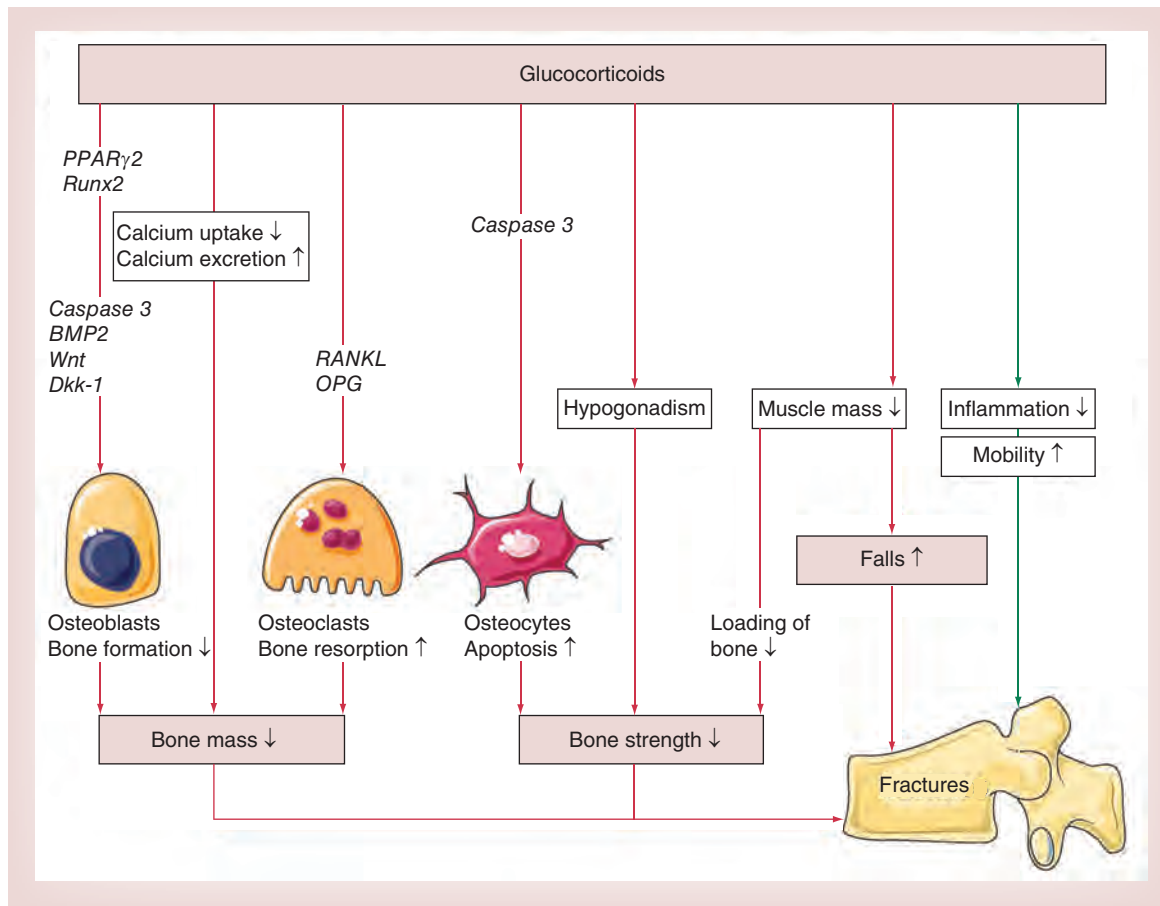 Glucocorticoids
PPARγ2
Runx2
Calcium uptake ↓
Calcium excretion ↑
Caspase 3
BMP2
Wnt
Dkk-1
RANKL
OPG
Caspase 3
Hypogonadism
Muscle mass ↓
Inflammation ↓
Mobility ↑
Falls ↑
Osteoblasts
Bone formation ↓
Osteoclasts
Bone resorption ↑
Osteocytes
Apoptosis ↑
Loading of
bone ↓
Bone mass ↓
Bone strength ↓
Fractures